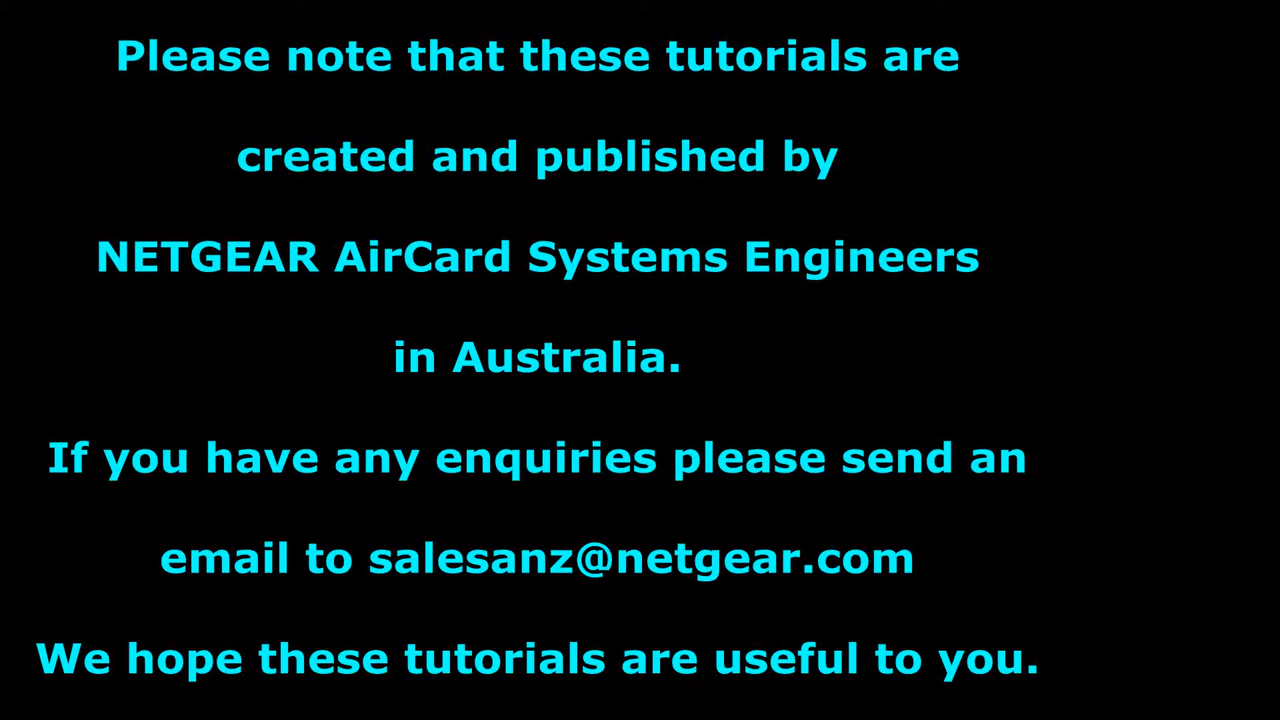 Please note that these tutorials are
created and published by
NETGEAR AirCard Systems Engineers
in Australia.
If you have any enquiries please send an
email to salesanz@netgear.com
We hope these tutorials are useful to you.